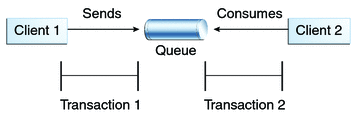 Sends
Consumes
Client 1
Client 2
Queue
Transaction 1
Transaction 2